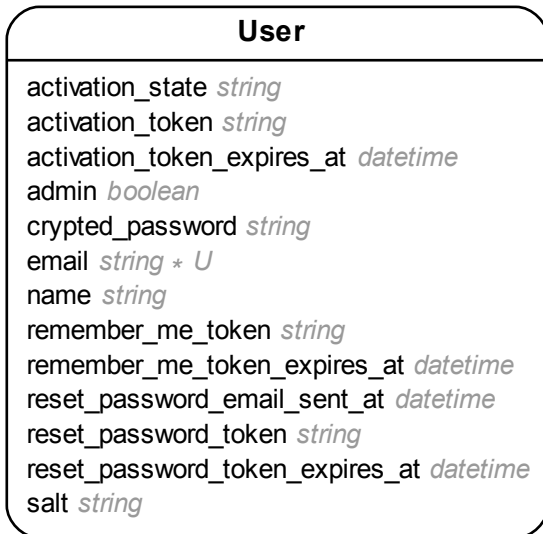 User
activation_state string
activation_token string
activation_token_expires_at datetime
admin boolean
crypted_password string
email string * U
name string
remember_me_token string
remember_me_token_expires_at datetime
reset_password_email_sent_at datetime
reset_password_token string
reset_password_token_expires_at datetime
salt string